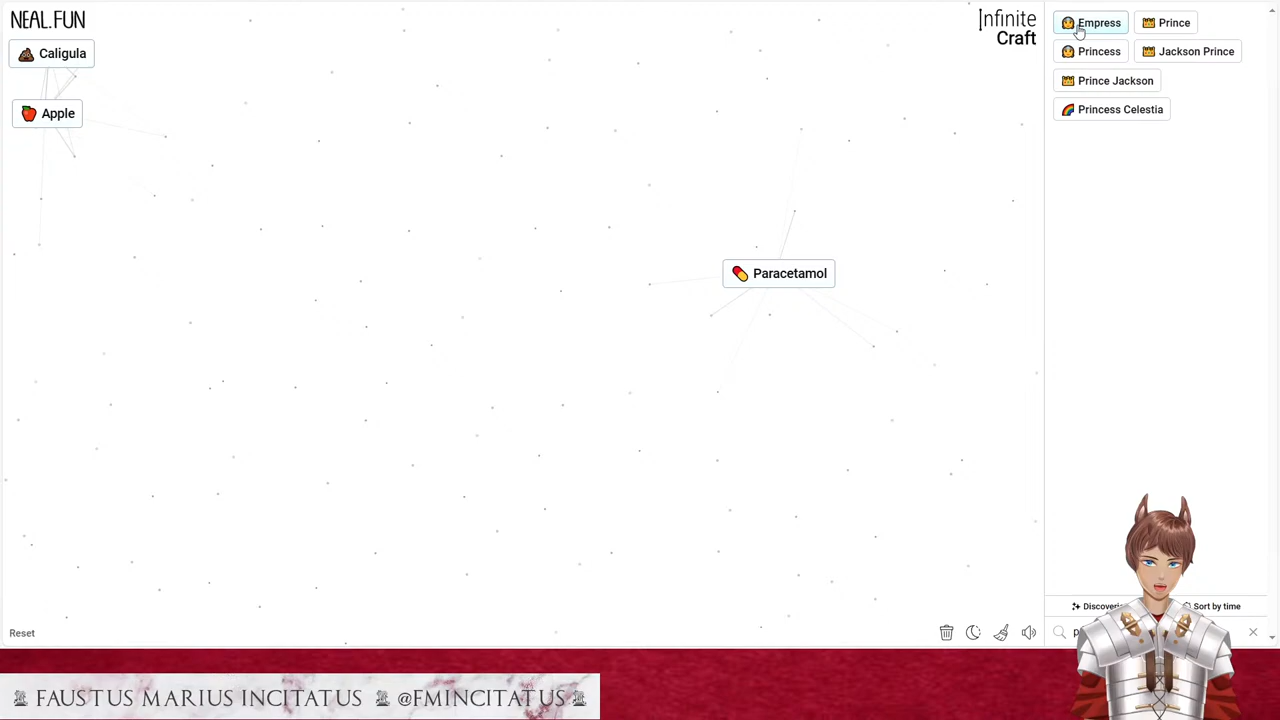 NEAL.FUN
Infinite
Craft
Caligula
Apple
Paracetamol
Empress
Prince
Princess
Jackson Prince
Prince Jackson
Princess Celestia
Sort by time
Reset
FAUSTUS MARIUS INCITATUS @FMINCITATUS